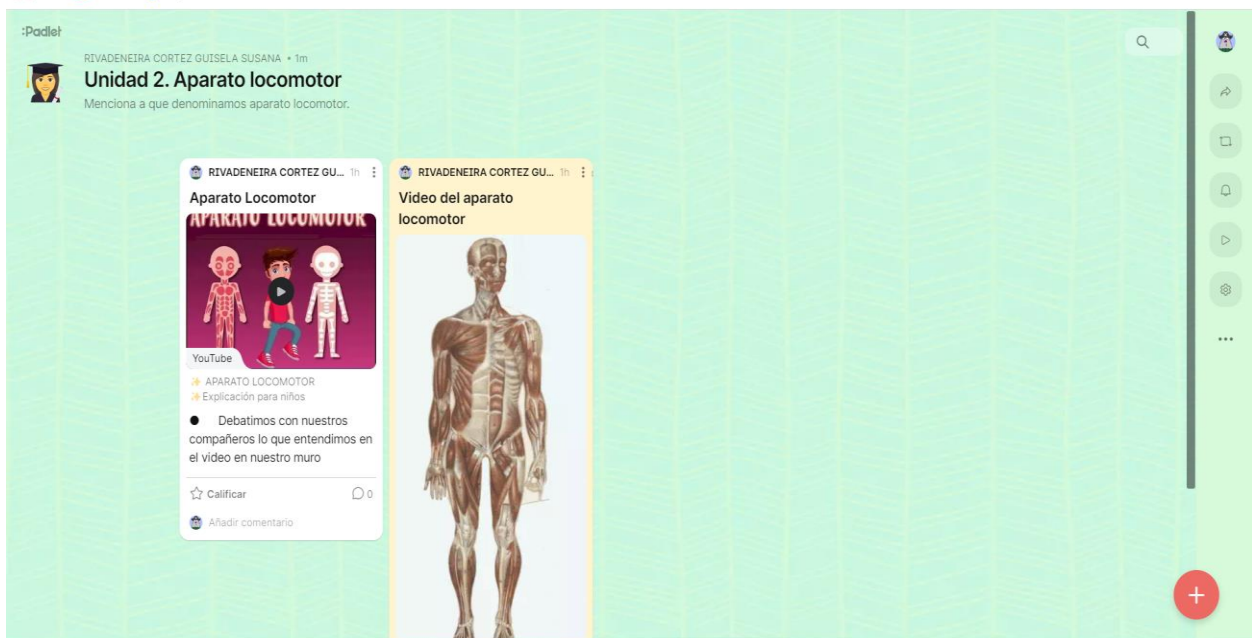 :Padlet
RIVADENEIRA CORTEZ GUISELA SUSANA • 1m
Unidad 2. Aparato locomotor
Menciona a que denominamos aparato locomotor.
RIVADENEIRA CORTEZ GU... 1h
Aparato Locomotor
APARATO LOCOMOTOR
YouTube
✨ APARATO LOCOMOTOR
✨Explicación para niños
● Debatimos con nuestros
compañeros lo que entendimos en
el video en nuestro muro
Calificar 0
Añadir comentario
RIVADENEIRA CORTEZ GU... 1h
Video del aparato
locomotor